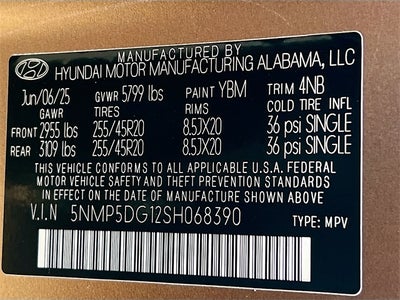 MANUFACTURED BY
HYUNDAI MOTOR MANUFACTURING ALABAMA, LLC
Jun/06/25 GVWR 5799 lbs PAINT YBM TRIM 4NB
TIRES RIMS COLD TIRE INFL
FRONT 2955 lbs 255/45R20 8.5JX20 36 psi SINGLE
REAR 3109 lbs 255/45R20 8.5JX20 36 psi SINGLE
THIS VEHICLE CONFORMS TO ALL APPLICABLE U.S.A. FEDERAL
MOTOR VEHICLE SAFETY AND THEFT PREVENTION STANDARDS
IN EFFECT ON THE DATE OF MANUFACTURE SHOWN ABOVE.
V.I.N 5NMP5DG12SH068390 TYPE: MPV